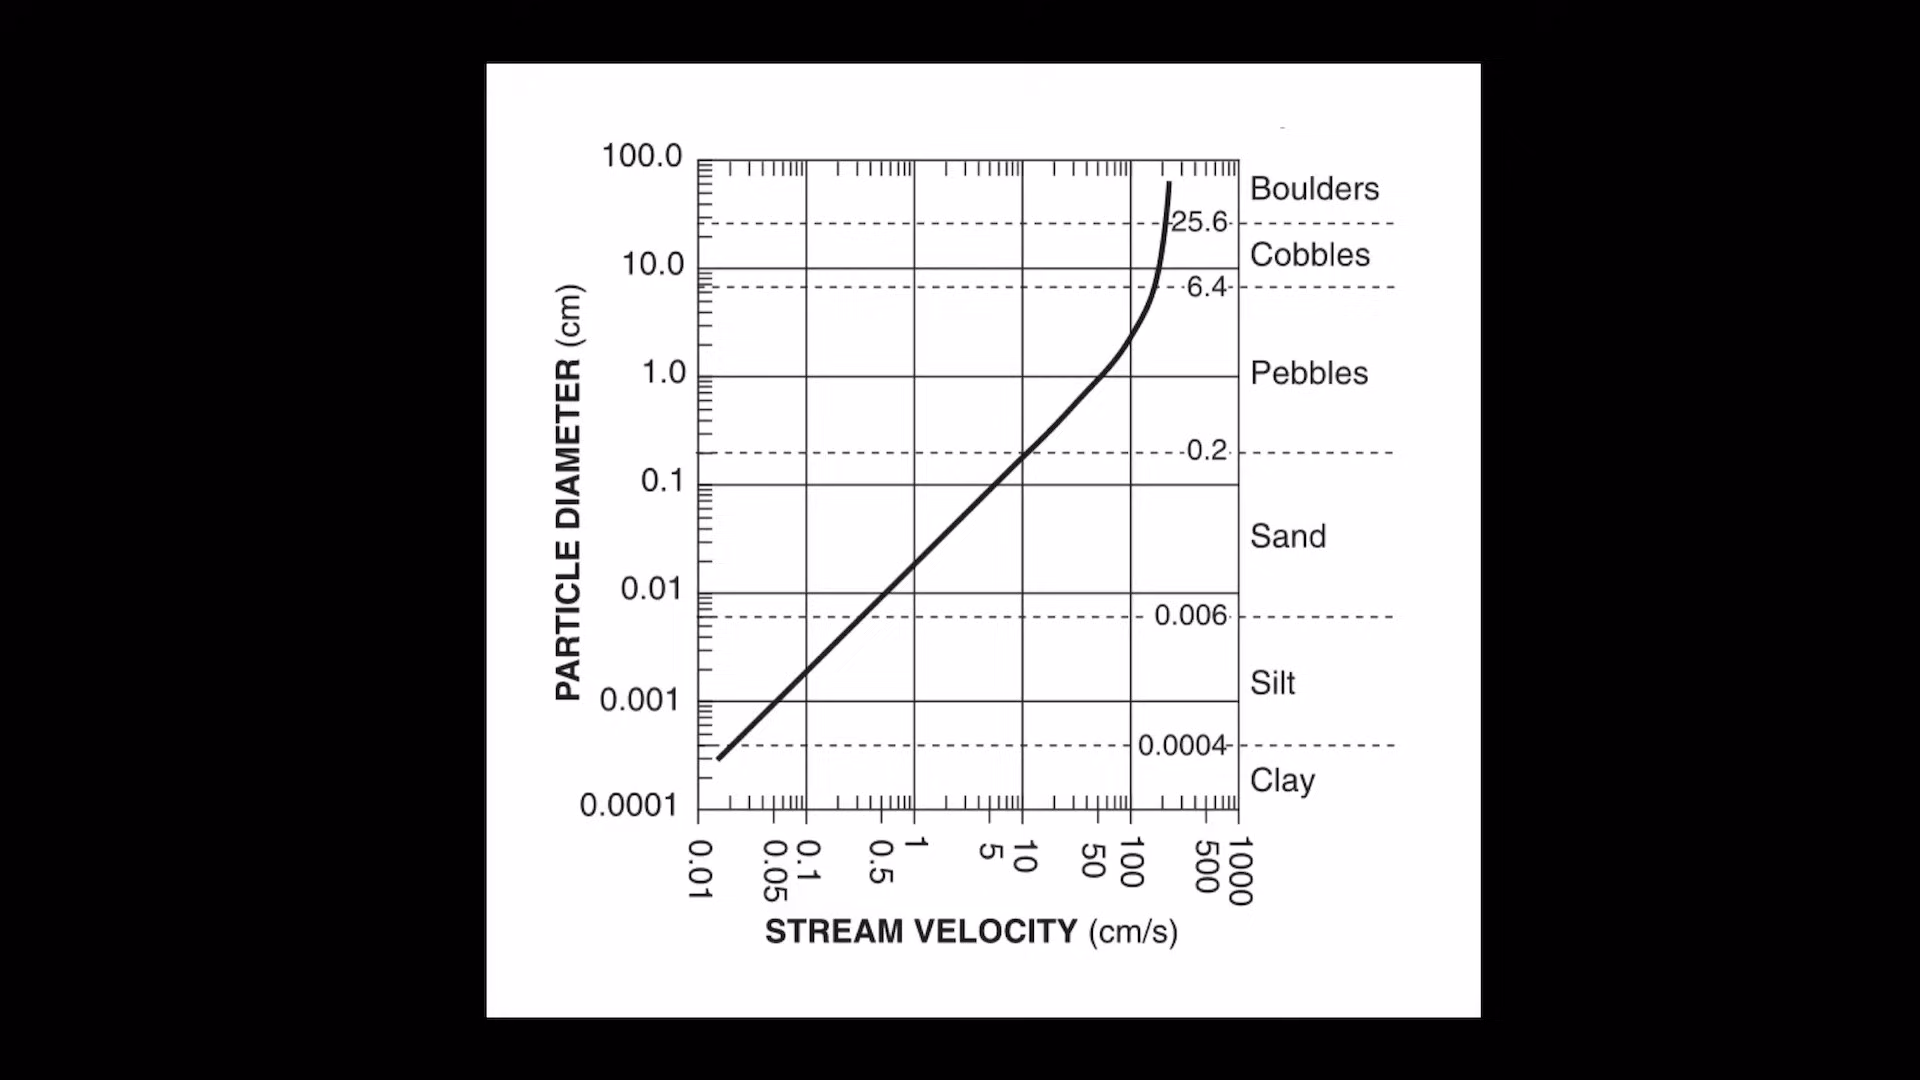 100.0
Boulders
25.6
Cobbles
10.0
6.4
1.0
Pebbles
0.2
0.1
Sand
0.01
0.006
Silt
0.001
0.0004
Clay
0.0001
PARTICLE DIAMETER (cm)
0.01 0.05 0.1 0.5 1 5 10 50 100 500 1000
STREAM VELOCITY (cm/s)